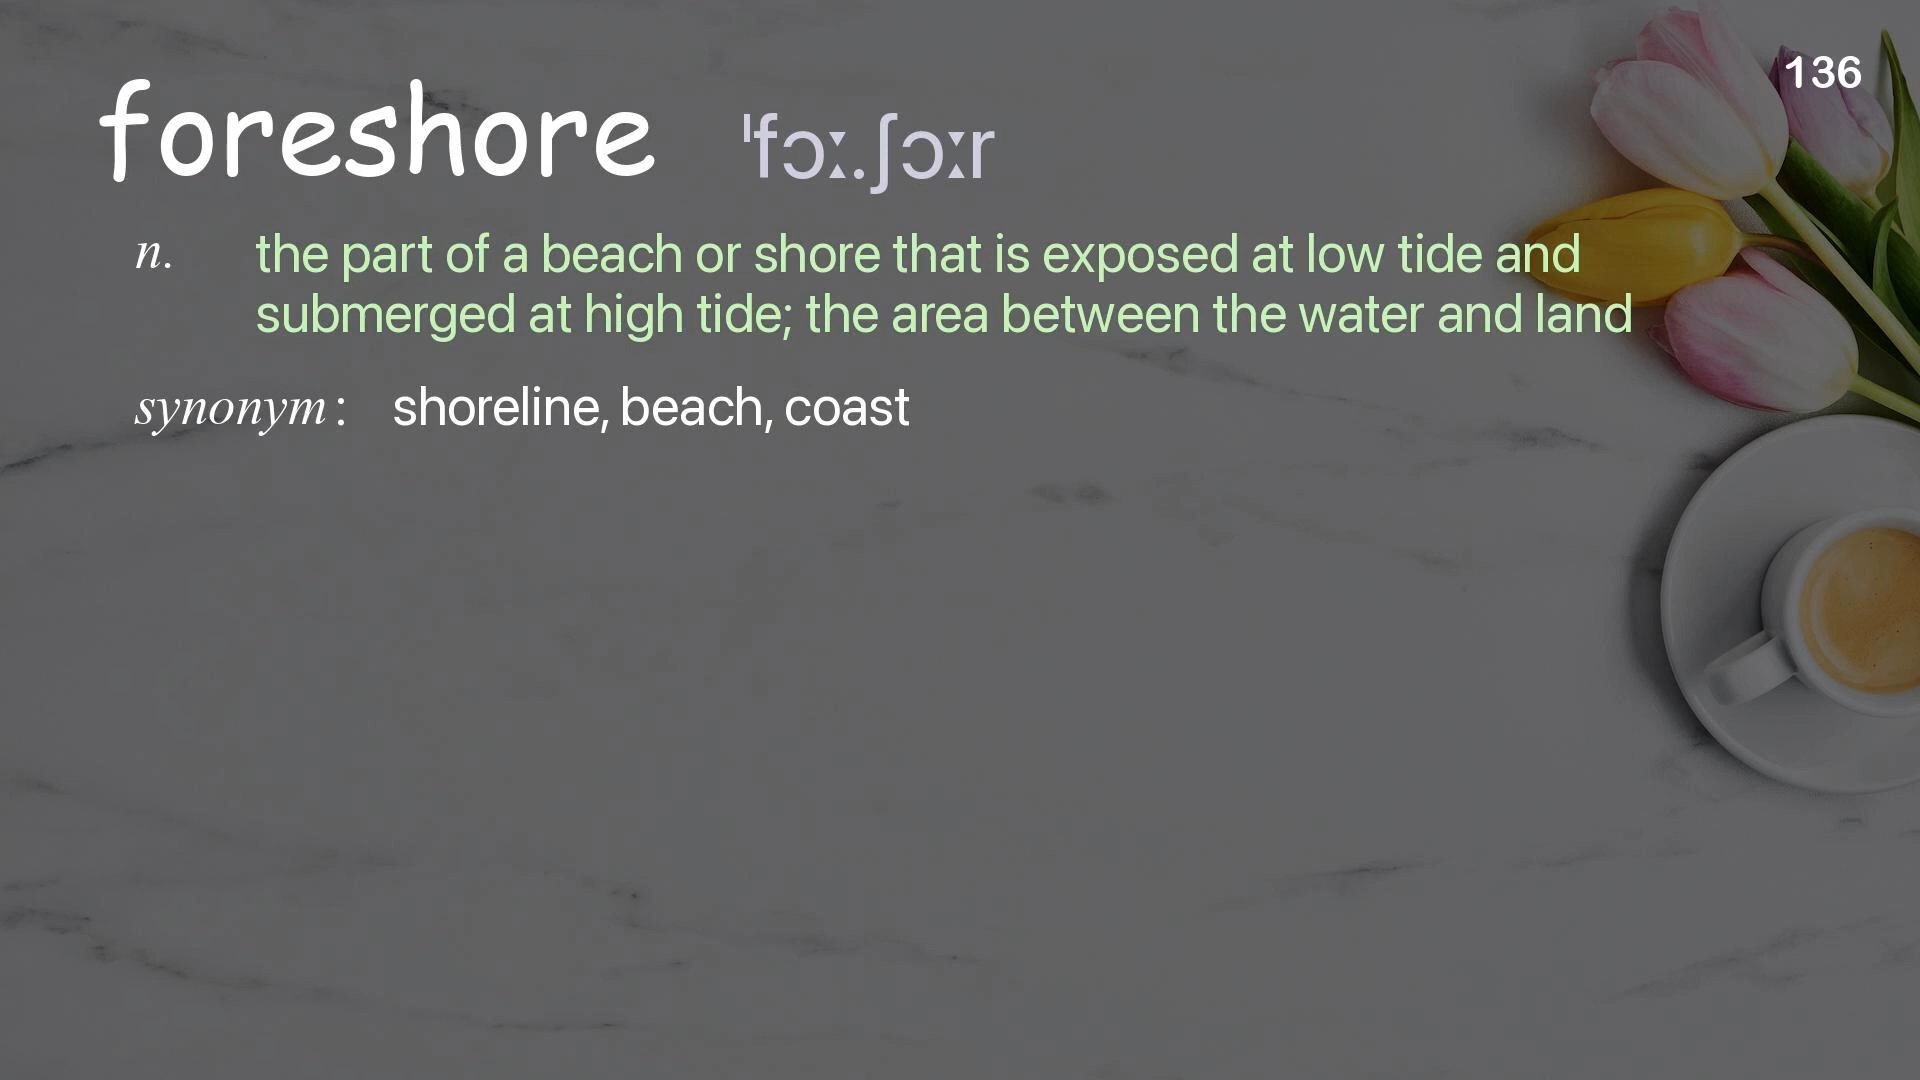 136
foreshore ˈfɔː.ʃɔːr
n. the part of a beach or shore that is exposed at low tide and
submerged at high tide; the area between the water and land
synonym: shoreline, beach, coast